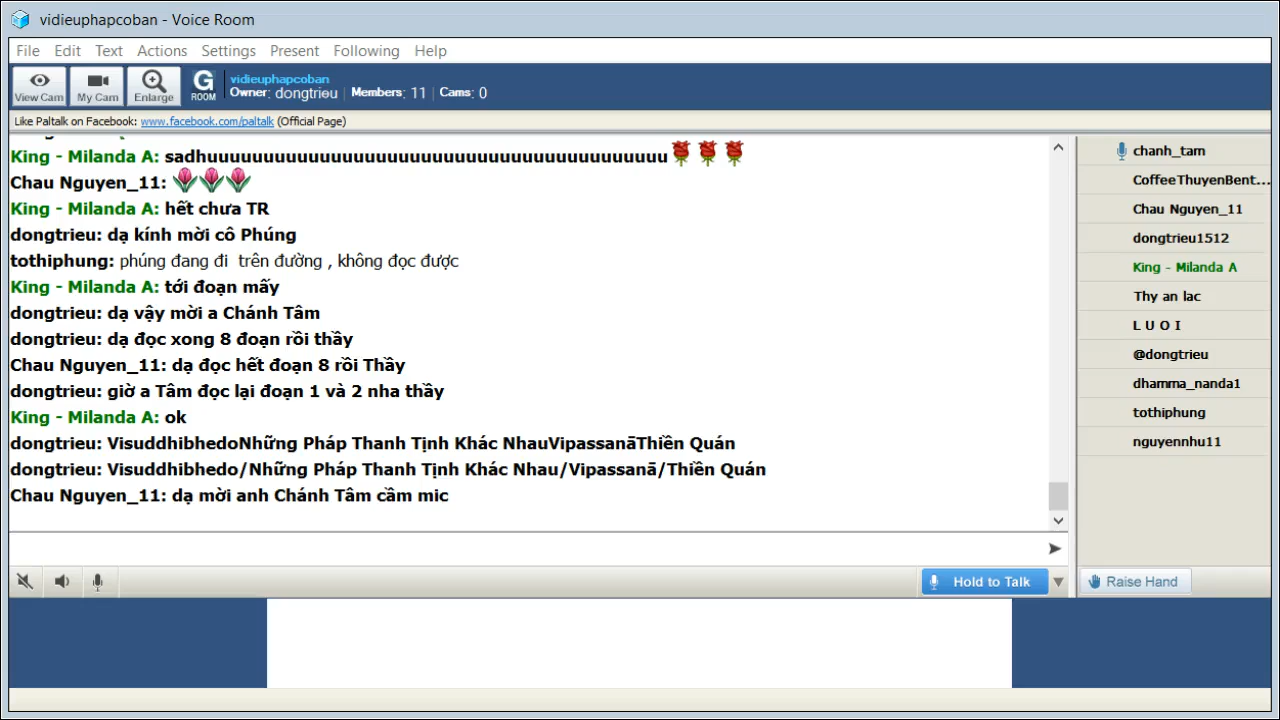 vidieuphapcoban - Voice Room
File Edit Text Actions Settings Present Following Help
View Cam My Cam Enlarge G ROOM vidieuphapcoban
Owner: dongtrieu | Members: 11 | Cams: 0
Like Paltalk on Facebook: www.facebook.com/paltalk (Official Page)
King - Milanda A: sadhuuuuuuuuuuuuuuuuuuuuuuuuuuuuuuuuuuuuuuuuuu
Chau Nguyen_11:
King - Milanda A: hết chưa TR
dongtrieu: dạ kính mời cô Phúng
tothiphung: phúng đang đi trên đường , không đọc được
King - Milanda A: tới đoạn mấy
dongtrieu: dạ vậy mời a Chánh Tâm
dongtrieu: dạ đọc xong 8 đoạn rồi thầy
Chau Nguyen_11: dạ đọc hết đoạn 8 rồi Thầy
dongtrieu: giờ a Tâm đọc lại đoạn 1 và 2 nha thầy
King - Milanda A: ok
dongtrieu: VisuddhibhedoNhững Pháp Thanh Tịnh Khác NhauVipassanāThiền Quán
dongtrieu: Visuddhibhedo/Những Pháp Thanh Tịnh Khác Nhau/Vipassanā/Thiền Quán
Chau Nguyen_11: dạ mời anh Chánh Tâm cầm mic
chanh_tam
CoffeeThuyenBent...
Chau Nguyen_11
dongtrieu1512
King - Milanda A
Thy an lac
L U O I
@dongtrieu
dhamma_nanda1
tothiphung
nguyennhu11
Hold to Talk
Raise Hand